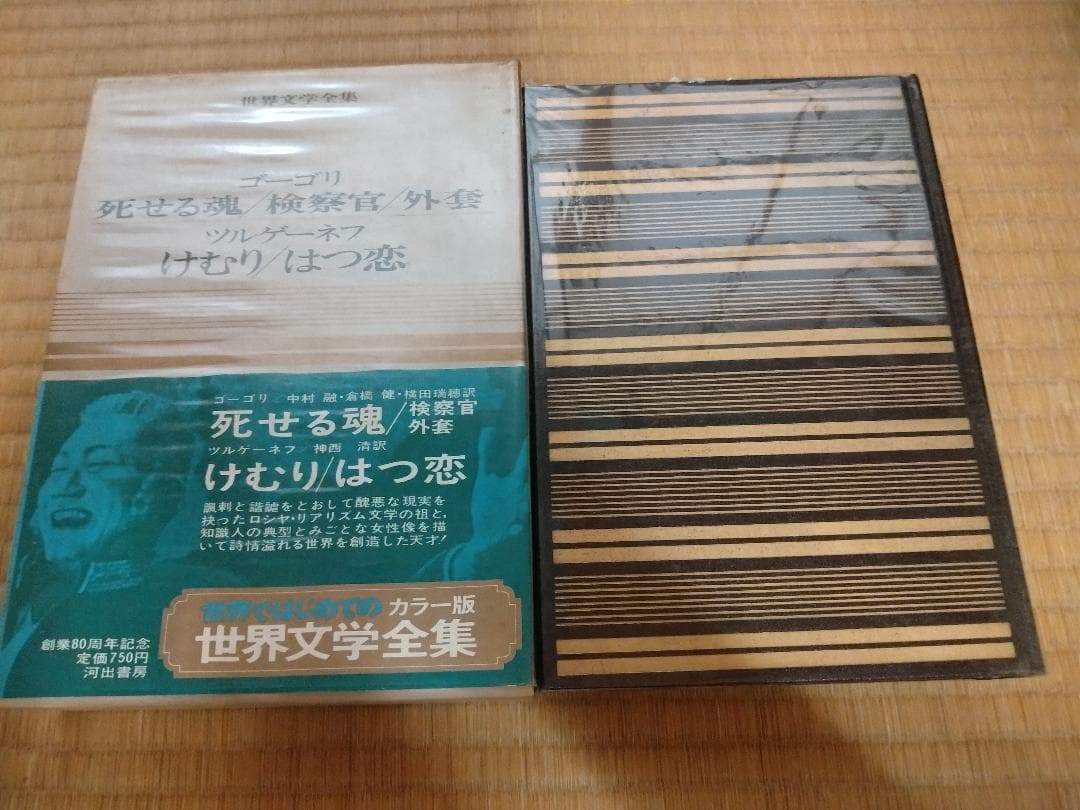 世界文学全集
ゴーゴリ
死せる魂/検察官/外套
ツルゲーネフ
けむり/はつ恋
ゴーゴリ/中村 融・倉橋 健・横田瑞穂訳
死せる魂/検察官
外套
ツルゲーネフ 神西 清訳
けむり/はつ恋
諷刺と諧謔をとおして醜悪な現実を
抉ったロシヤ・リアリズム文学の祖と,
知識人の典型とみごとな女性像を描
いて詩情溢れる世界を創造した天才!
世界ではじめての カラー版
世界文学全集
創業80周年記念
定価750円
河出書房